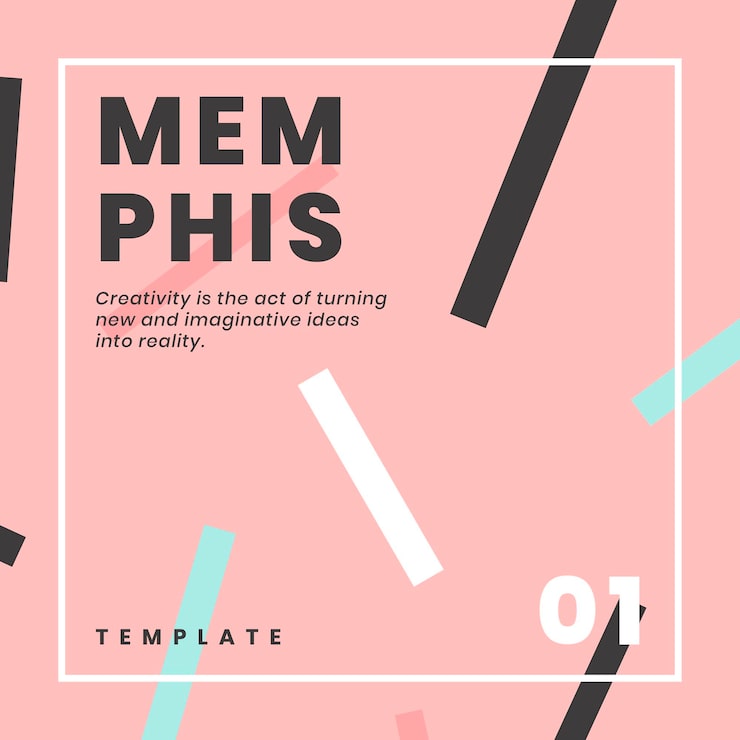 MEM
PHIS
Creativity is the act of turning
new and imaginative ideas
into reality.
TEMPLATE
01